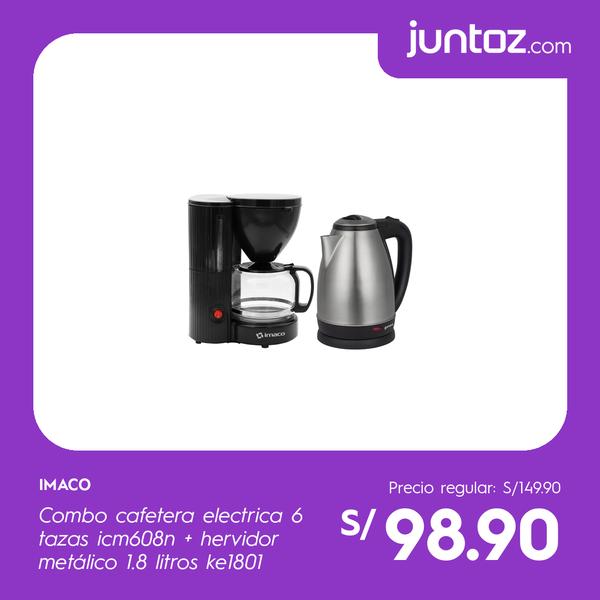 juntoz.com
imaco
IMACO
Combo cafetera electrica 6
tazas icm608n + hervidor
metálico 1.8 litros ke1801
Precio regular: S/149.90
S/ 98.90